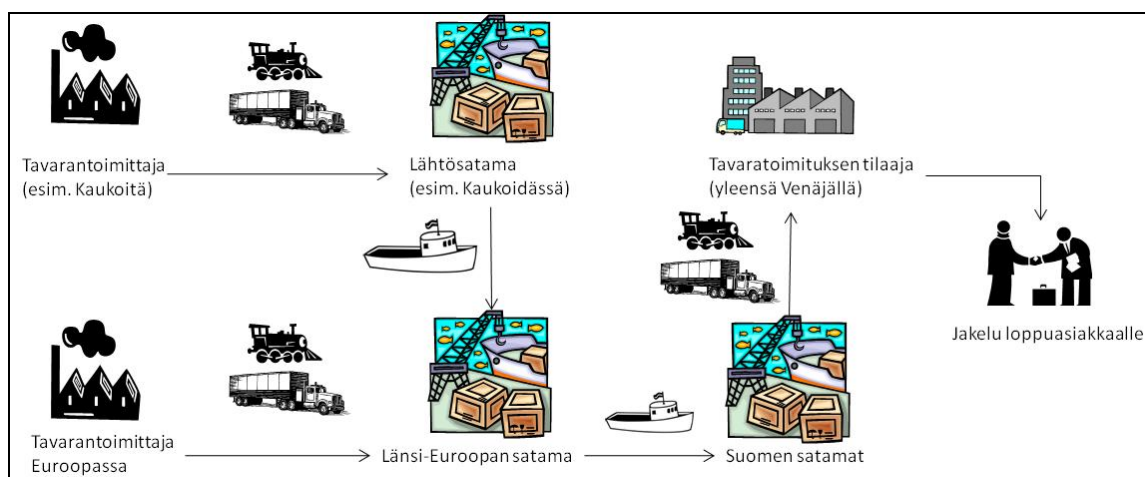 Tavarantoimittaja
(esim. Kaukoitä)
Lähtösatama
(esim. Kaukoidässä)
Tavaratoimituksen tilaaja
(yleensä Venäjällä)
Jakelu loppuasiakkaalle
Tavarantoimittaja
Euroopassa
Länsi-Euroopan satama
Suomen satamat